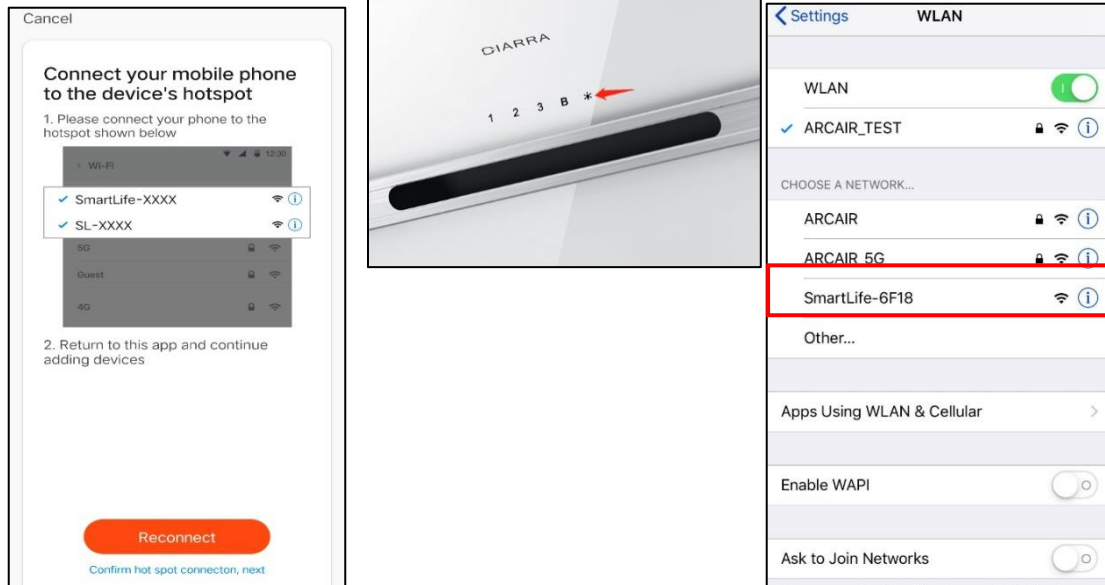 Cancel
Connect your mobile phone
to the device's hotspot
1. Please connect your phone to the
hotspot shown below
12:30
Wi-Fi
SmartLife-XXXX
SL-XXXX
5G
Guest
4G
2. Return to this app and continue
adding devices
Reconnect
Confirm hot spot connecton, next
CIARRA
1 2 3 B *
Settings
WLAN
WLAN
ARCAIR_TEST
CHOOSE A NETWORK...
ARCAIR
ARCAIR_5G
SmartLife-6F18
Other...
Apps Using WLAN & Cellular
Enable WAPI
Ask to Join Networks